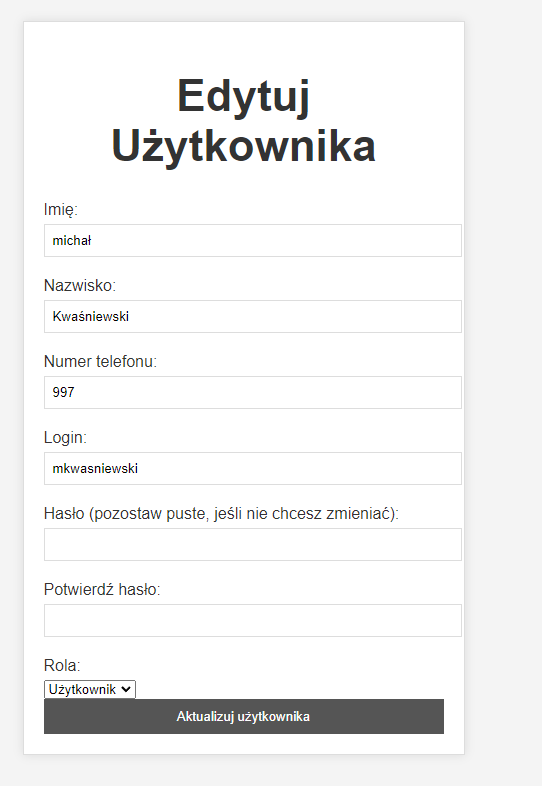 Edytuj
Użytkownika
Imię:
michał
Nazwisko:
Kwaśniewski
Numer telefonu:
997
Login:
mkwasniewski
Hasło (pozostaw puste, jeśli nie chcesz zmieniać):
Potwierdź hasło:
Rola:
Użytkownik
Aktualizuj użytkownika